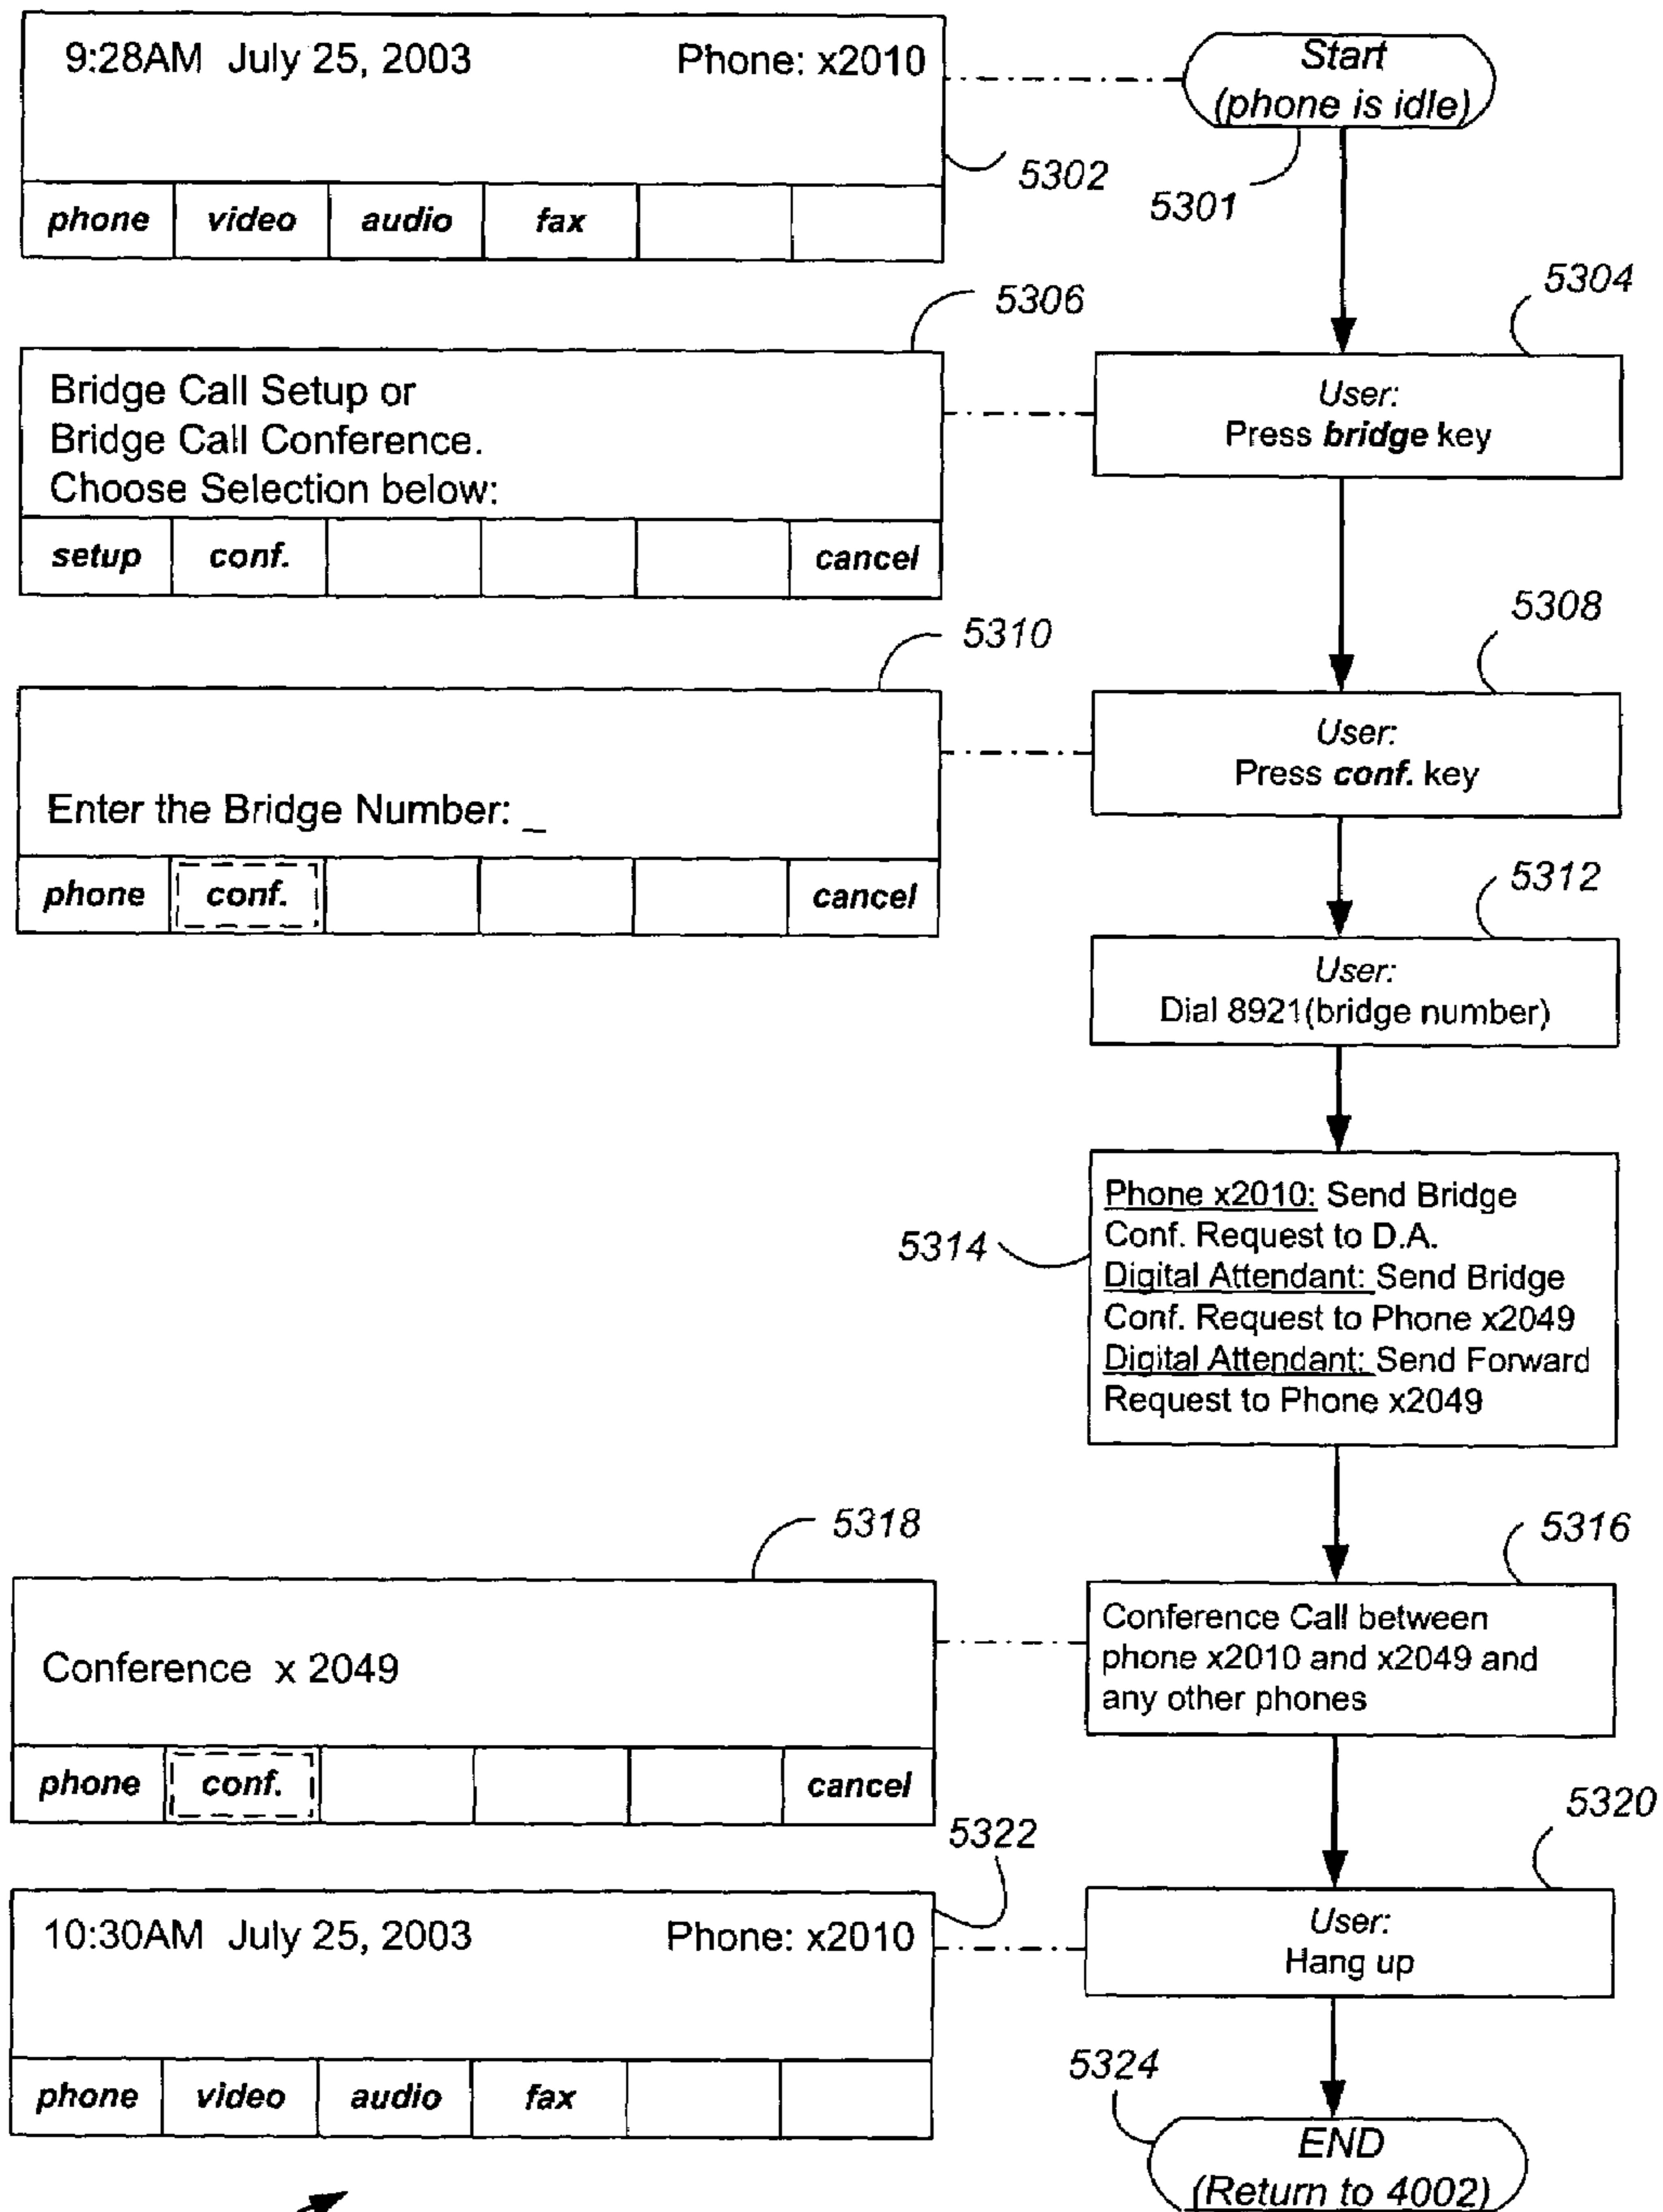 9:28AM July 25, 2003 Phone: x2010
phone video audio fax
5302
Start
(phone is idle)
5301
5306
Bridge Call Setup or
Bridge Call Conference.
Choose Selection below:
setup conf. cancel
5304
User:
Press bridge key
5310
Enter the Bridge Number: _
phone conf. cancel
5308
User:
Press conf. key
5312
User:
Dial 8921(bridge number)
5314
Phone x2010: Send Bridge
Conf. Request to D.A.
Digital Attendant: Send Bridge
Conf. Request to Phone x2049
Digital Attendant: Send Forward
Request to Phone x2049
5318
Conference x 2049
phone conf. cancel
5316
Conference Call between
phone x2010 and x2049 and
any other phones
5322
10:30AM July 25, 2003 Phone: x2010
phone video audio fax
5320
User:
Hang up
5324
END
(Return to 4002)